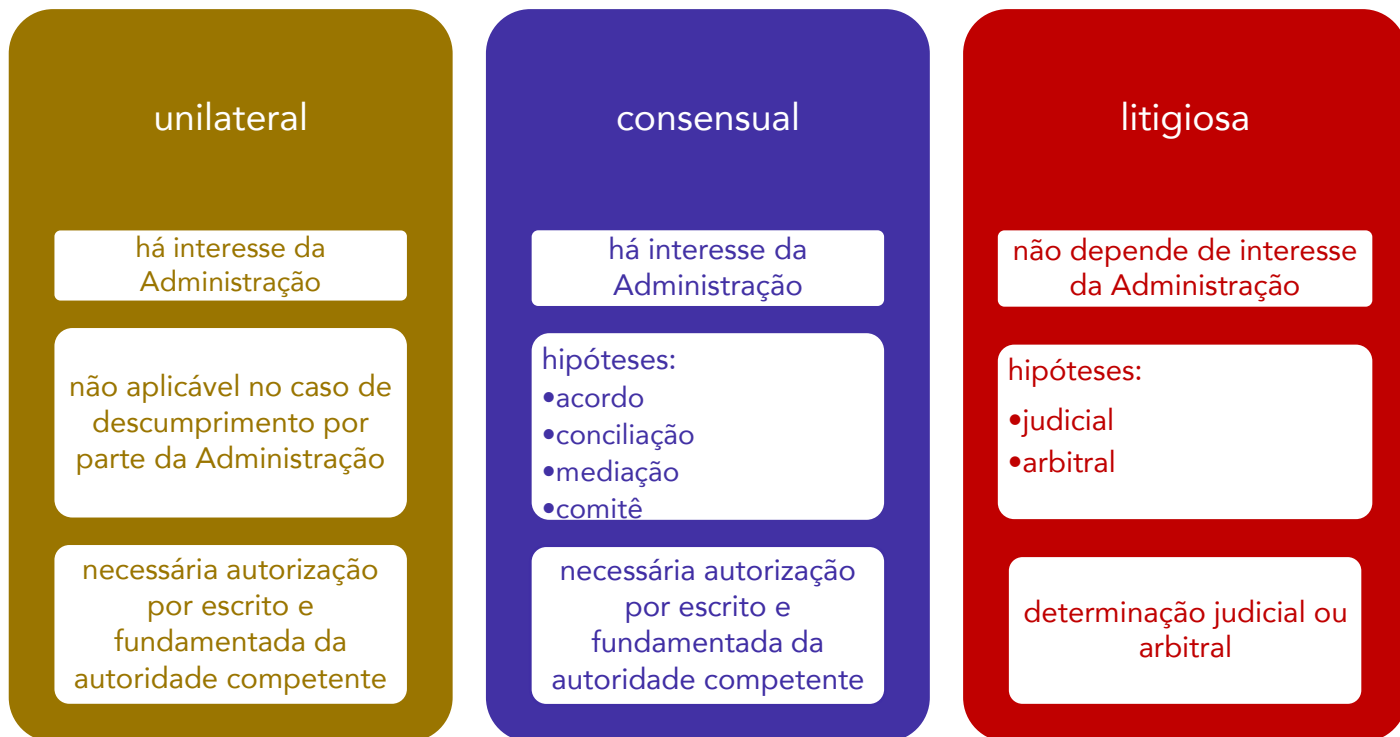 unilateral
há interesse da
Administração
não aplicável no caso de
descumprimento por
parte da Administração
necessária autorização
por escrito e
fundamentada da
autoridade competente
consensual
há interesse da
Administração
hipóteses:
•acordo
•conciliação
•mediação
•comitê
necessária autorização
por escrito e
fundamentada da
autoridade competente
litigiosa
não depende de interesse
da Administração
hipóteses:
•judicial
•arbitral
determinação judicial ou
arbitral